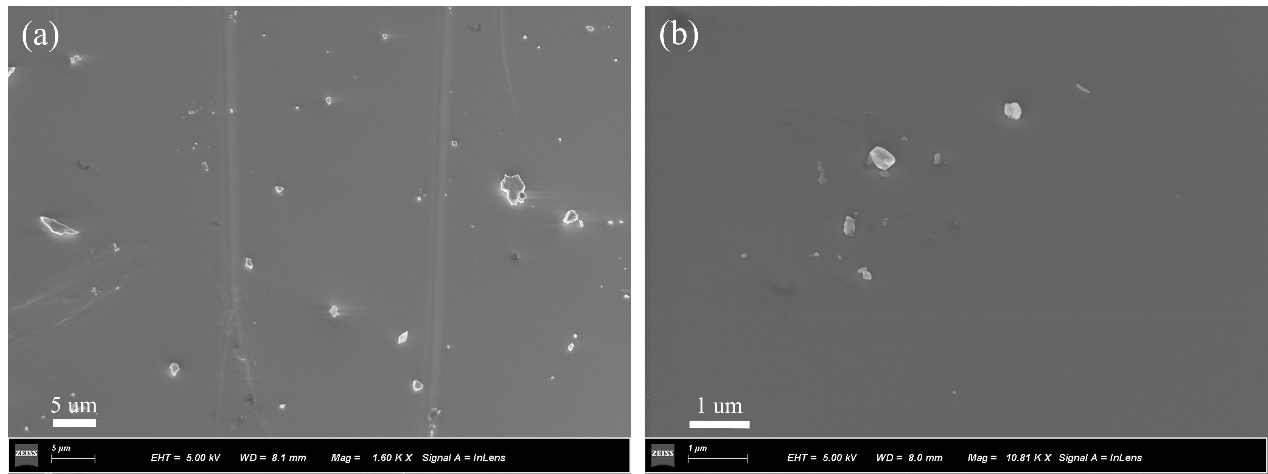 (a)
5 um
ZEISS
5 µm
EHT = 5.00 kV WD = 8.1 mm Mag = 1.60 K X Signal A = InLens
(b)
1 um
ZEISS
1 µm
EHT = 5.00 kV WD = 8.0 mm Mag = 10.81 K X Signal A = InLens